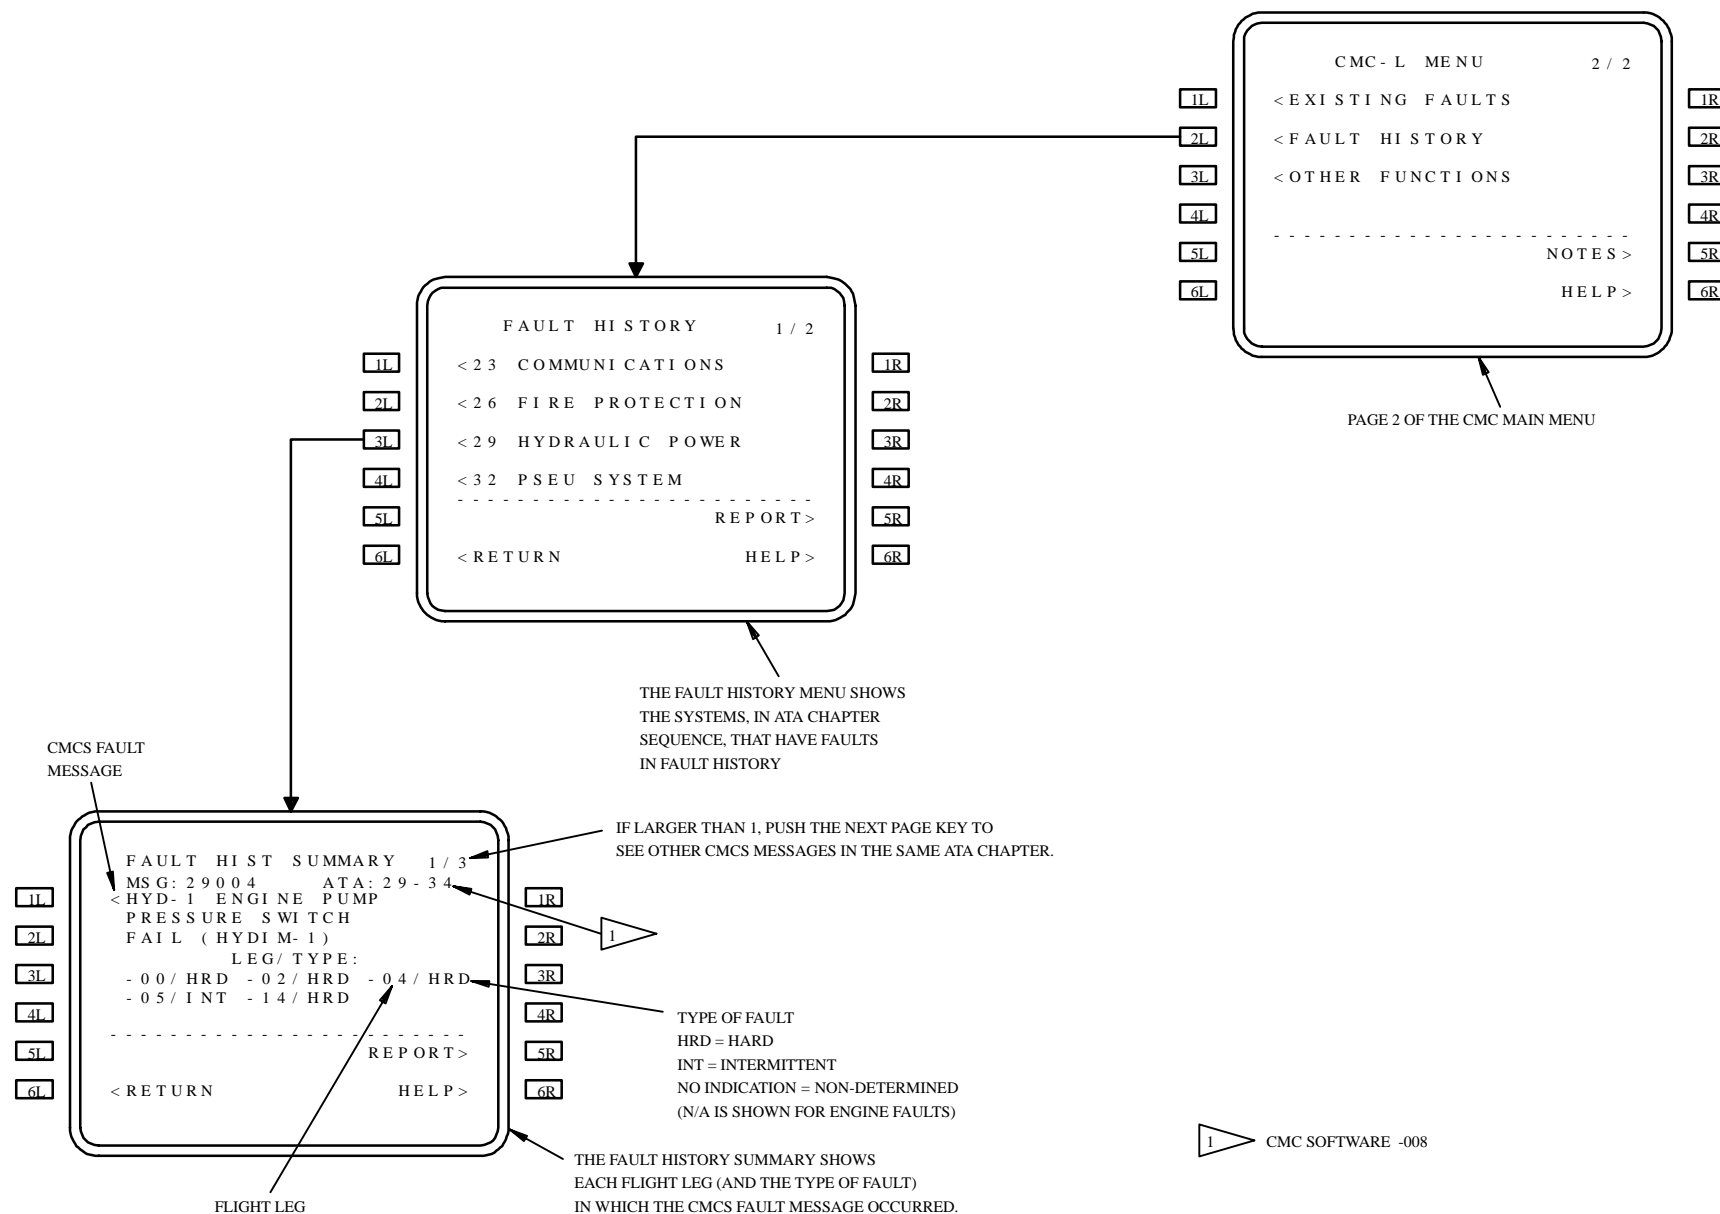 CMC-L MENU 2/2
1L <EXISTING FAULTS 1R
2L <FAULT HISTORY 2R
3L <OTHER FUNCTIONS 3R
4L 4R
------------------------
5L NOTES> 5R
6L HELP> 6R
PAGE 2 OF THE CMC MAIN MENU
FAULT HISTORY 1/2
1L <23 COMMUNICATIONS 1R
2L <26 FIRE PROTECTION 2R
3L <29 HYDRAULIC POWER 3R
4L <32 PSEU SYSTEM 4R
------------------------
5L REPORT> 5R
6L <RETURN HELP> 6R
THE FAULT HISTORY MENU SHOWS
THE SYSTEMS, IN ATA CHAPTER
SEQUENCE, THAT HAVE FAULTS
IN FAULT HISTORY
CMCS FAULT
MESSAGE
IF LARGER THAN 1, PUSH THE NEXT PAGE KEY TO
SEE OTHER CMCS MESSAGES IN THE SAME ATA CHAPTER.
FAULT HIST SUMMARY 1/3
MSG:29004 ATA:29-34
1L <HYD-1 ENGINE PUMP 1R
PRESSURE SWITCH
2L FAIL (HYDIM-1) 2R
1
LEG/TYPE:
3L -00/HRD -02/HRD -04/HRD 3R
-05/INT -14/HRD
4L 4R
------------------------
5L REPORT> 5R
6L <RETURN HELP> 6R
TYPE OF FAULT
HRD = HARD
INT = INTERMITTENT
NO INDICATION = NON-DETERMINED
(N/A IS SHOWN FOR ENGINE FAULTS)
1 CMC SOFTWARE -008
THE FAULT HISTORY SUMMARY SHOWS
EACH FLIGHT LEG (AND THE TYPE OF FAULT)
IN WHICH THE CMCS FAULT MESSAGE OCCURRED.
FLIGHT LEG